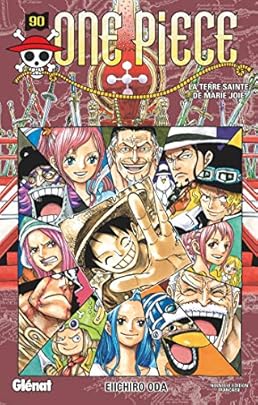 90
ONE PIECE
LA TERRE SAINTE
DE MARIE JOIE
EIICHIRO ODA
Glénat
NOUVELLE ÉDITION
FRANÇAISE